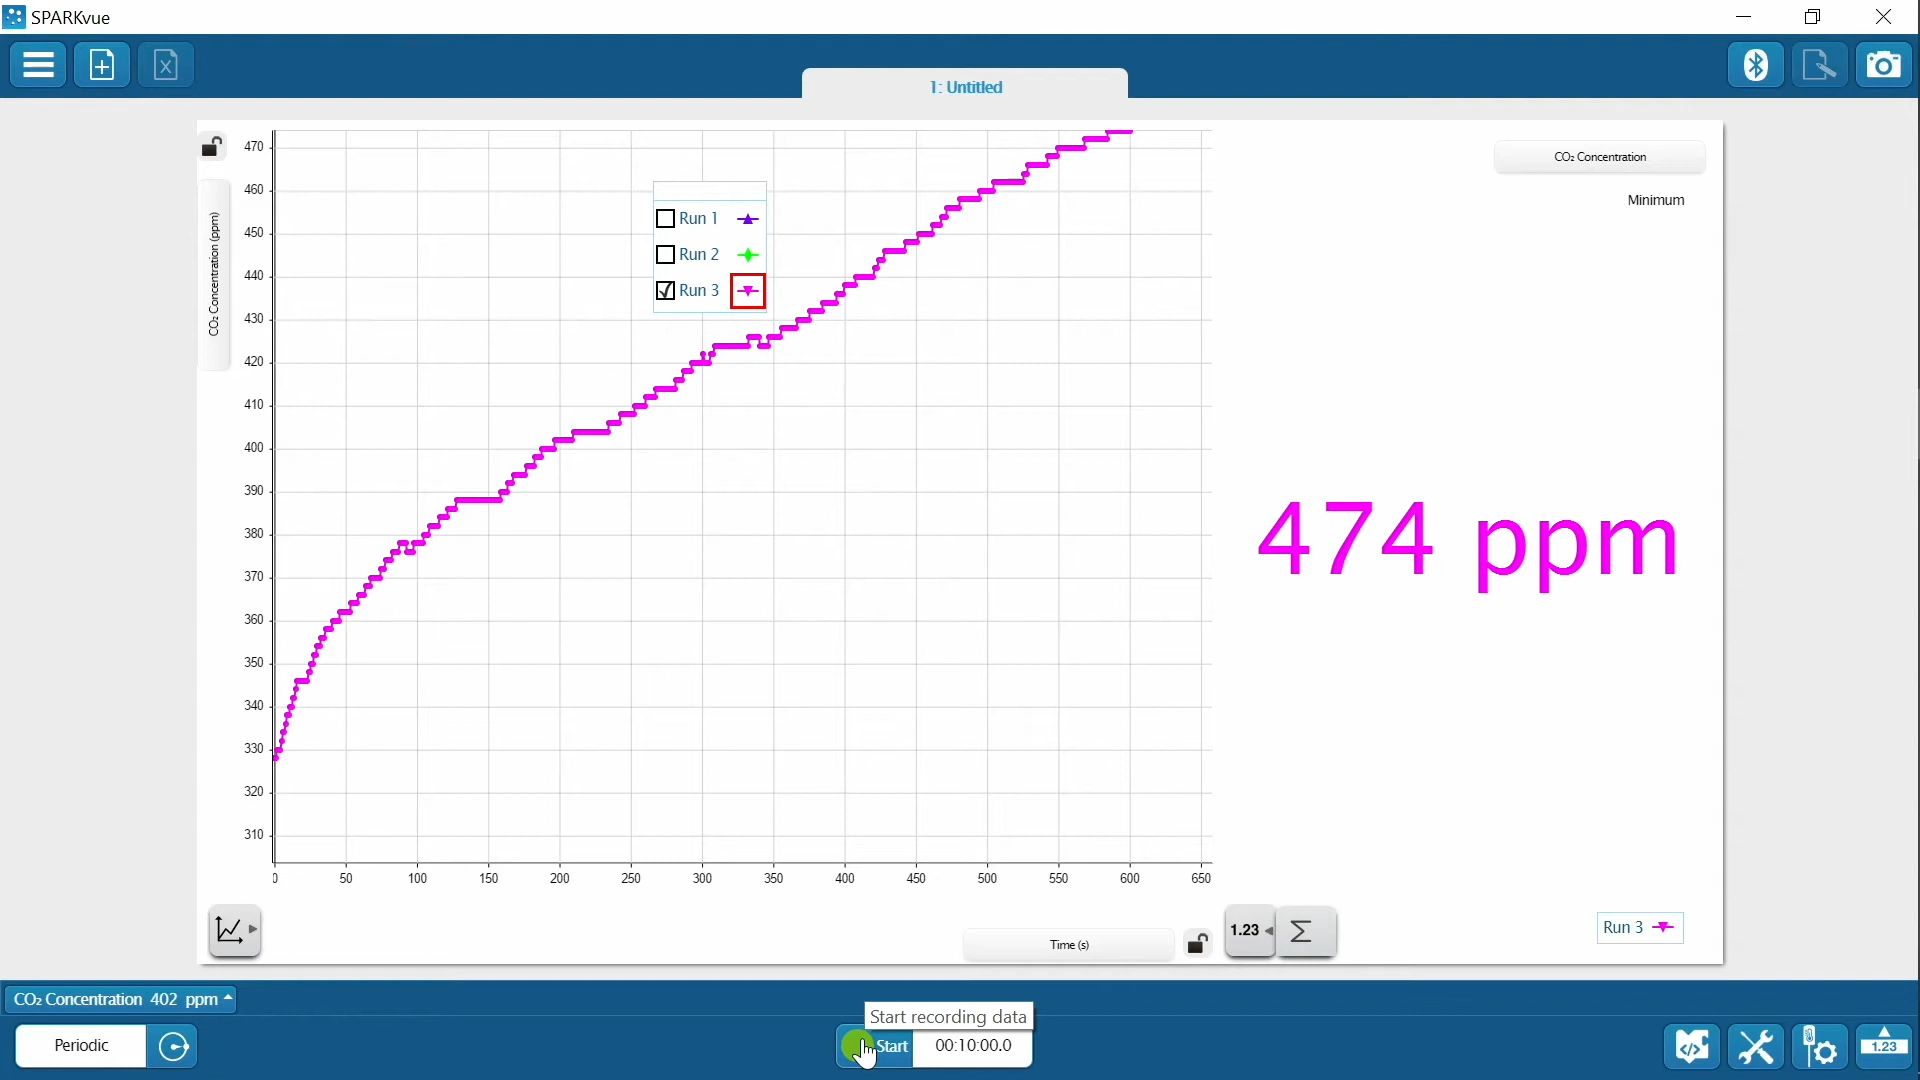 SPARKvue
1: Untitled
470
460
450
440
430
420
410
400
390
380
370
360
350
340
330
320
310
CO₂ Concentration (ppm)
Run 1
Run 2
Run 3
0 50 100 150 200 250 300 350 400 450 500 550 600 650
Time (s)
CO₂ Concentration
Minimum
474 ppm
1.23
Σ
Run 3
CO₂ Concentration 402 ppm
Start recording data
Periodic
Start
00:10:00.0
1.23